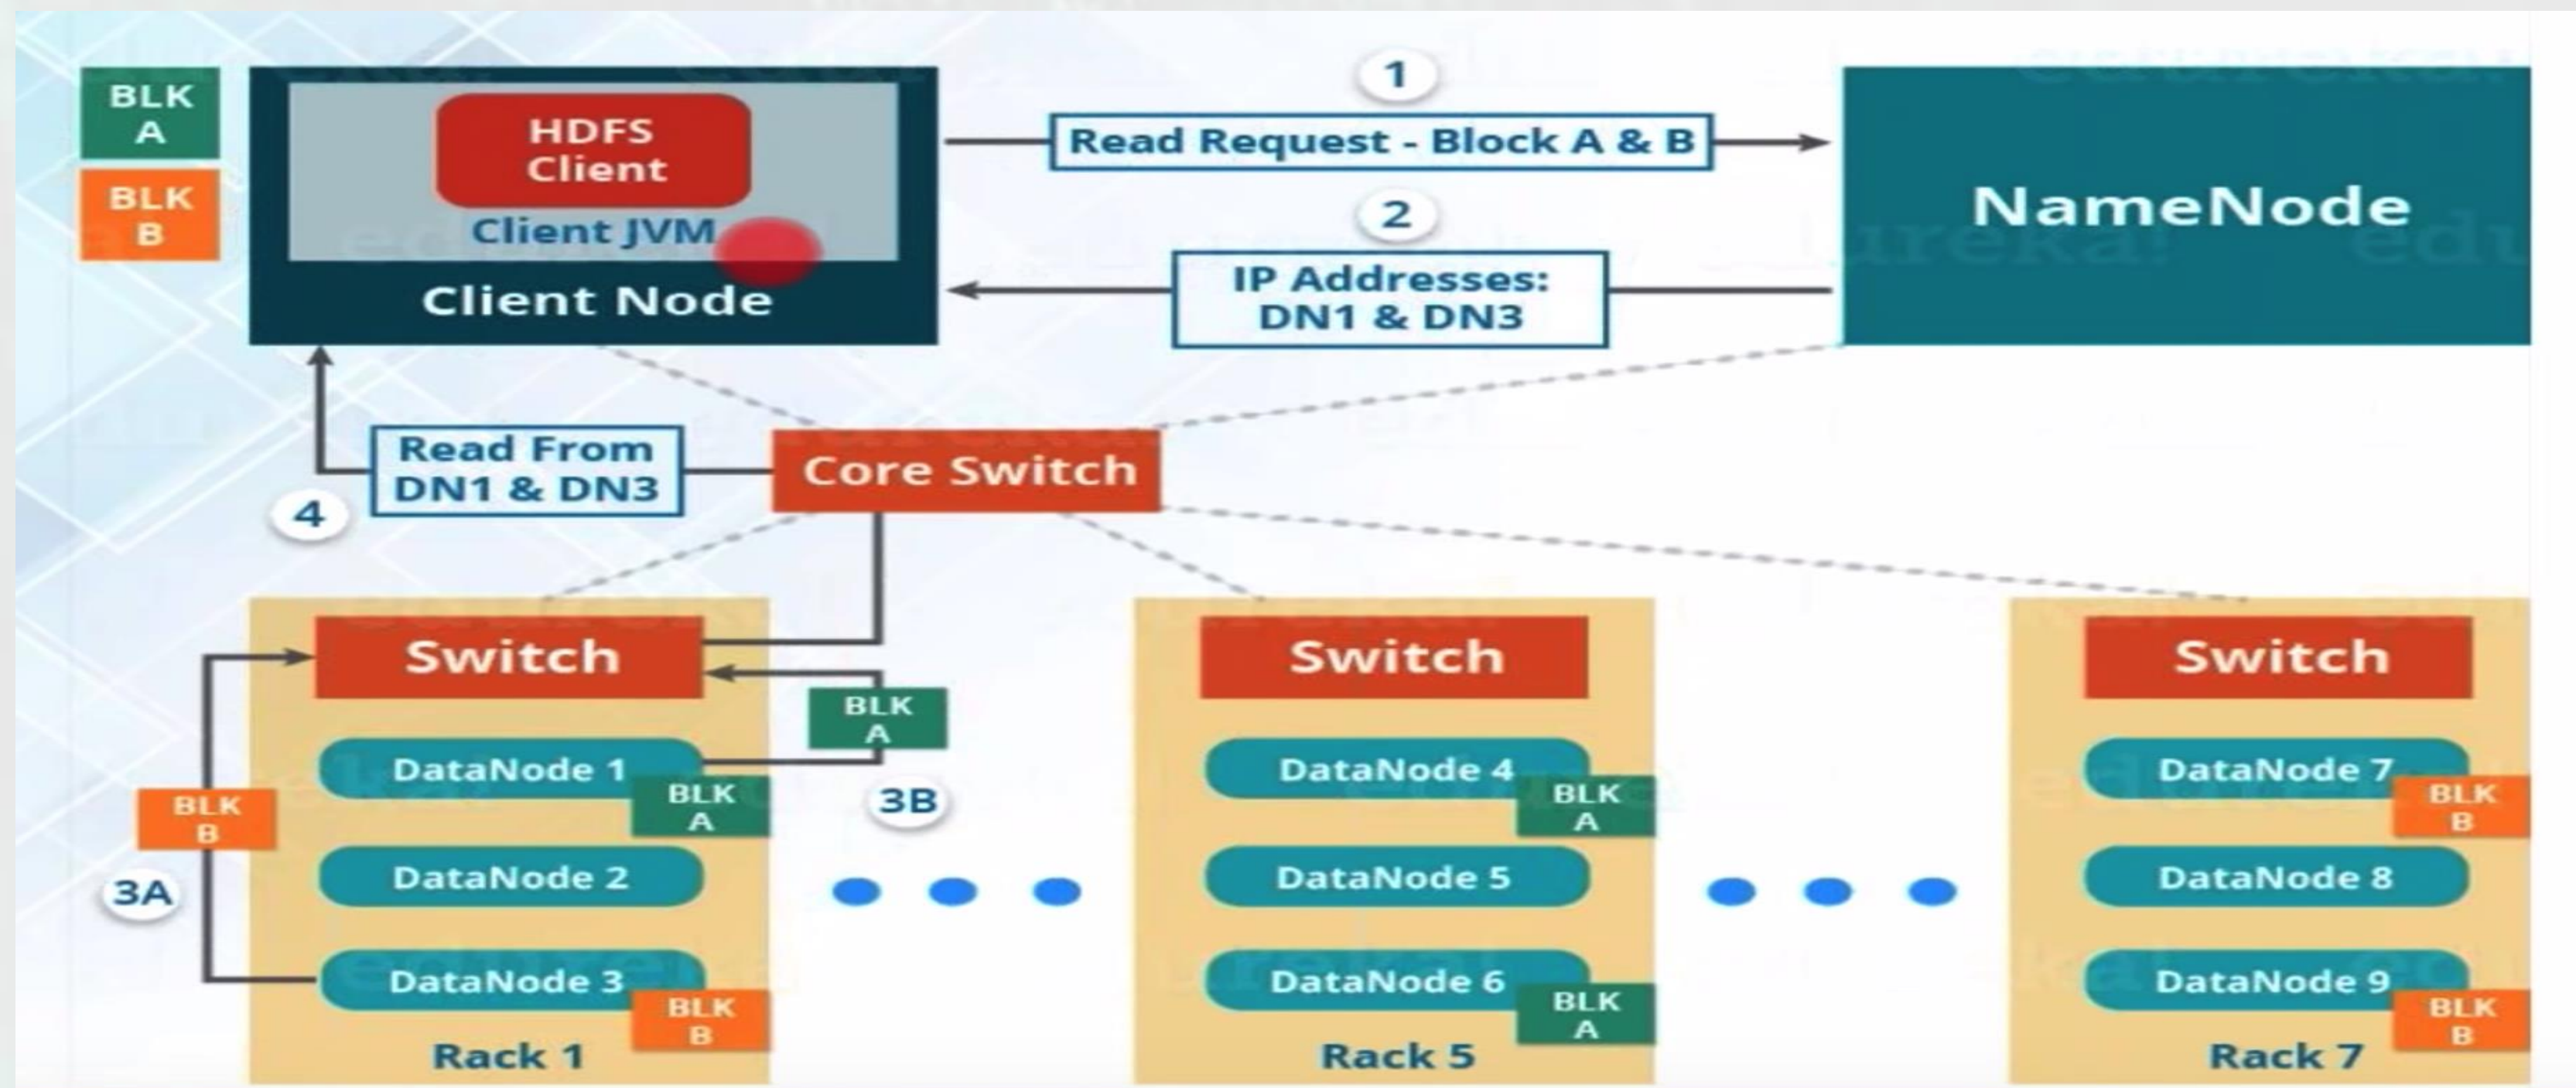 BLK
A
BLK
B
HDFS
Client
Client JVM
Client Node
1
Read Request - Block A & B
2
IP Addresses:
DN1 & DN3
NameNode
Read From
DN1 & DN3
4
Core Switch
Switch
DataNode 1
BLK
A
DataNode 2
DataNode 3
BLK
B
Rack 1
BLK
B
3A
BLK
A
3B
Switch
DataNode 4
BLK
A
DataNode 5
DataNode 6
BLK
A
Rack 5
Switch
DataNode 7
BLK
B
DataNode 8
DataNode 9
BLK
B
Rack 7